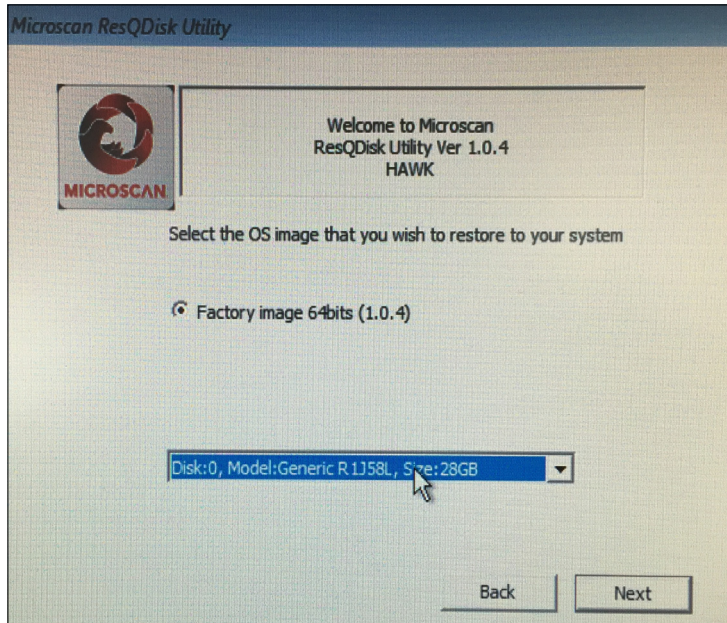 Microscan ResQDisk Utility
MICROSCAN
Welcome to Microscan
ResQDisk Utility Ver 1.0.4
HAWK
Select the OS image that you wish to restore to your system
Factory image 64bits (1.0.4)
Disk:0, Model:Generic R1J58L, Size:28GB
Back
Next